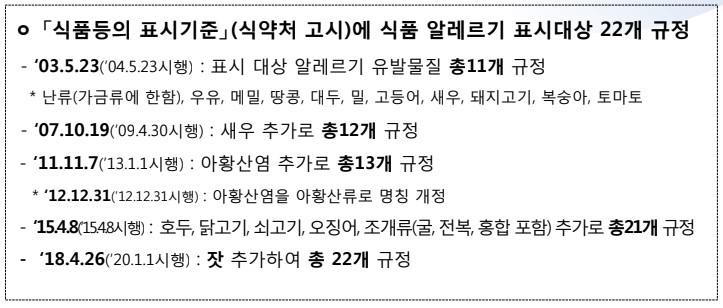 ㅇ 「식품등의 표시기준」(식약처 고시)에 식품 알레르기 표시대상 22개 규정
- ‘03.5.23(‘04.5.23시행) : 표시 대상 알레르기 유발물질 총11개 규정
* 난류(가금류에 한함), 우유, 메밀, 땅콩, 대두, 밀, 고등어, 새우, 돼지고기, 복숭아, 토마토
- ‘07.10.19(‘09.4.30시행) : 새우 추가로 총12개 규정
- ‘11.11.7(‘13.1.1시행) : 아황산염 추가로 총13개 규정
* ‘12.12.31(‘12.12.31시행) : 아황산염을 아황산류로 명칭 개정
- ‘15.4.8(‘15.4.8시행) : 호두, 닭고기, 쇠고기, 오징어, 조개류(굴, 전복, 홍합 포함) 추가로 총21개 규정
- ‘18.4.26(‘20.1.1시행) : 잣 추가하여 총 22개 규정